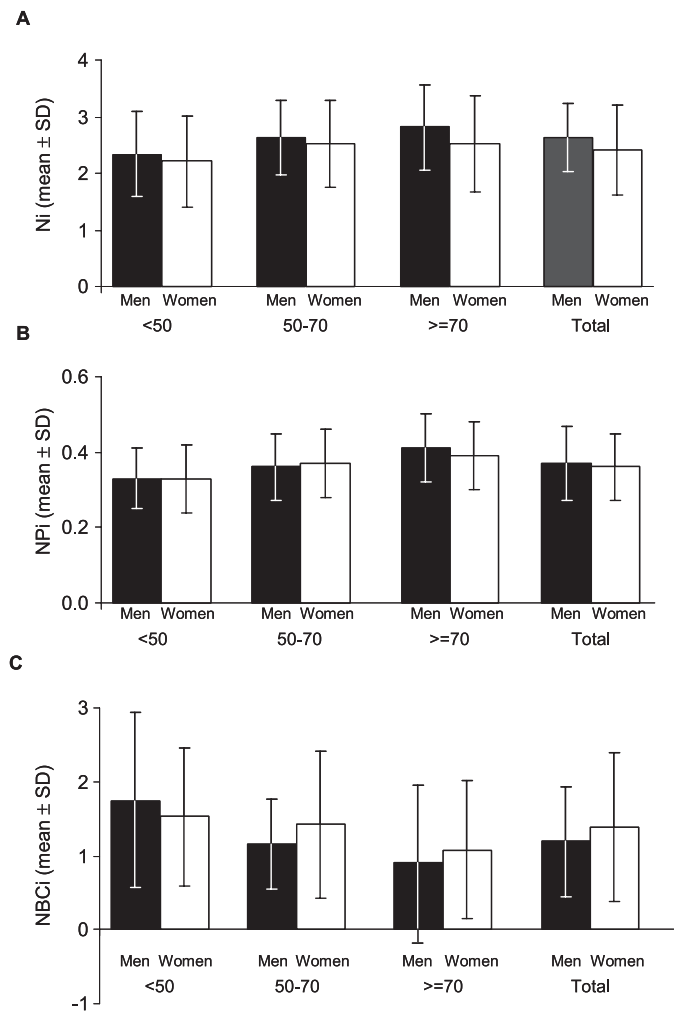 A
4
3
2
1
0
Ni (mean ± SD)
Men Women Men Women Men Women Men Women
<50 50-70 >=70 Total
B
0.6
0.4
0.2
0.0
NPi (mean ± SD)
Men Women Men Women Men Women Men Women
<50 50-70 >=70 Total
C
3
2
1
0
-1
NBCi (mean ± SD)
Men Women Men Women Men Women Men Women
<50 50-70 >=70 Total